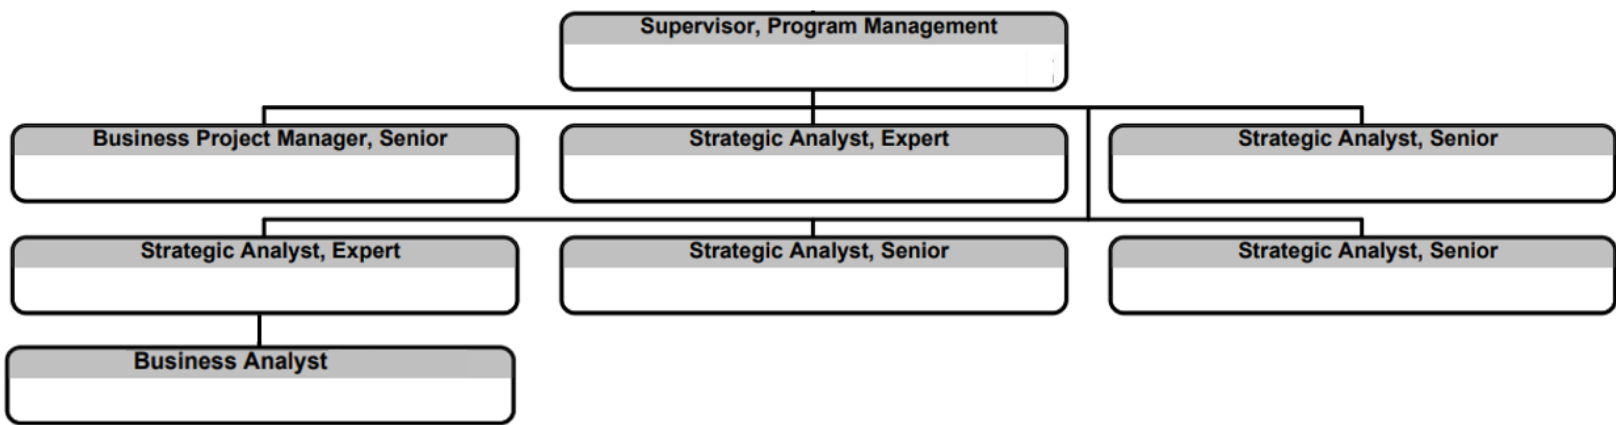 Supervisor, Program Management
Business Project Manager, Senior
Strategic Analyst, Expert
Strategic Analyst, Senior
Strategic Analyst, Expert
Strategic Analyst, Senior
Strategic Analyst, Senior
Business Analyst